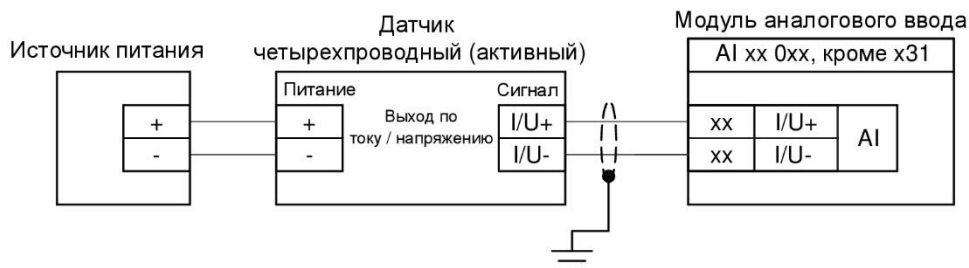 Источник питания
+
-
Датчик
четырехпроводный (активный)
Питание
+
-
Выход по
току / напряжению
Сигнал
I/U+
I/U-
Модуль аналогового ввода
AI xx 0xx, кроме x31
xx I/U+
xx I/U-
AI